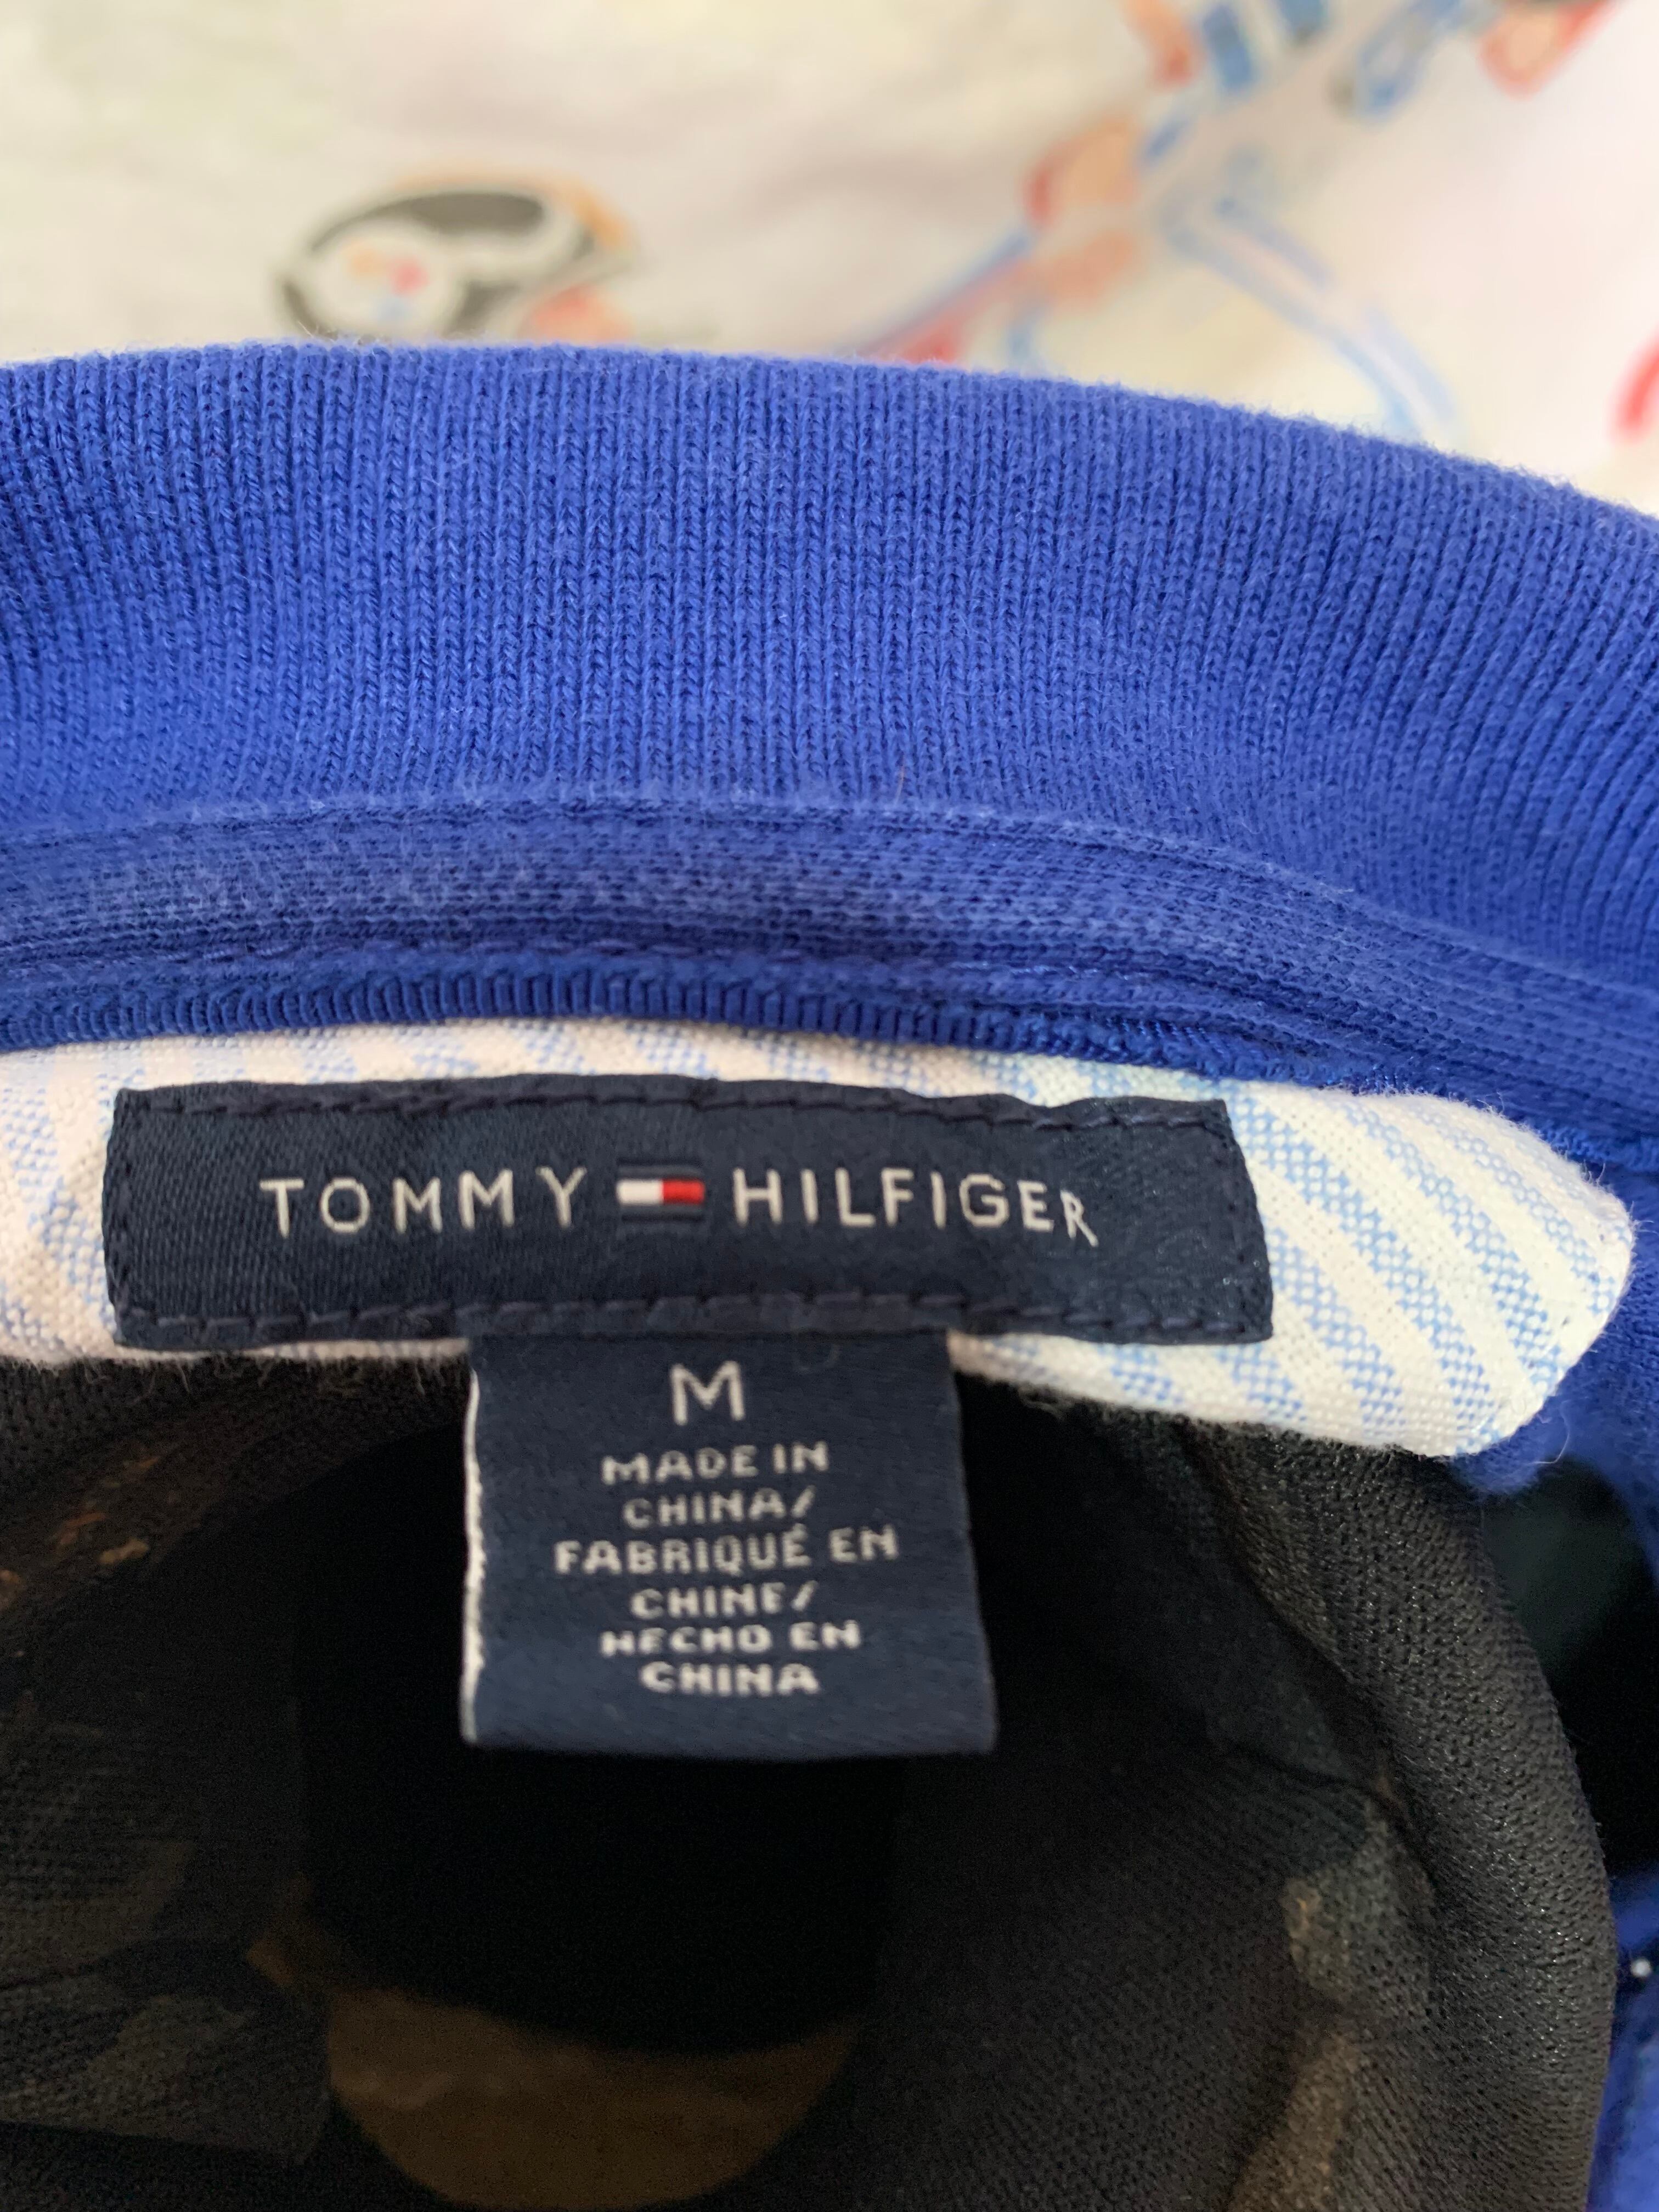 TOMMY HILFIGER
M
MADE IN
CHINA/
FABRIQUÉ EN
CHINE/
HECHO EN
CHINA